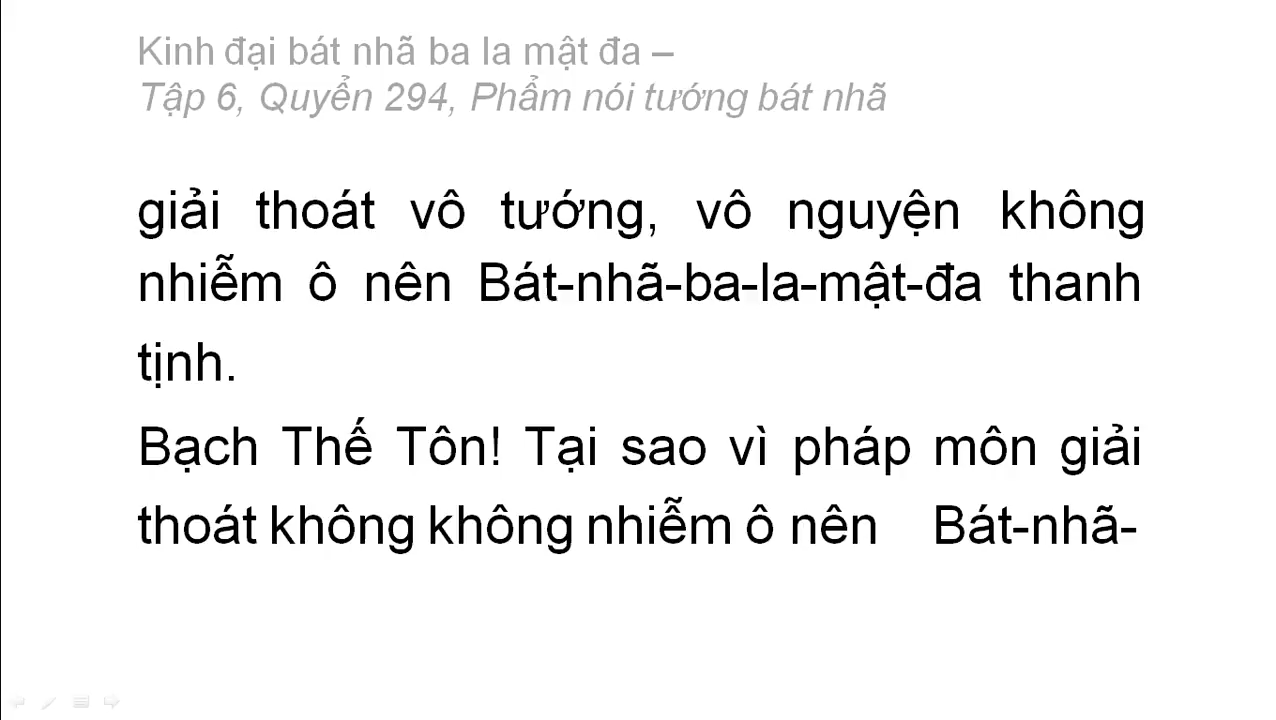 Kinh đại bát nhã ba la mật đa –
Tập 6, Quyển 294, Phẩm nói tướng bát nhã
giải thoát vô tướng, vô nguyện không
nhiễm ô nên Bát-nhã-ba-la-mật-đa thanh
tịnh.
Bạch Thế Tôn! Tại sao vì pháp môn giải
thoát không không nhiễm ô nên Bát-nhã-